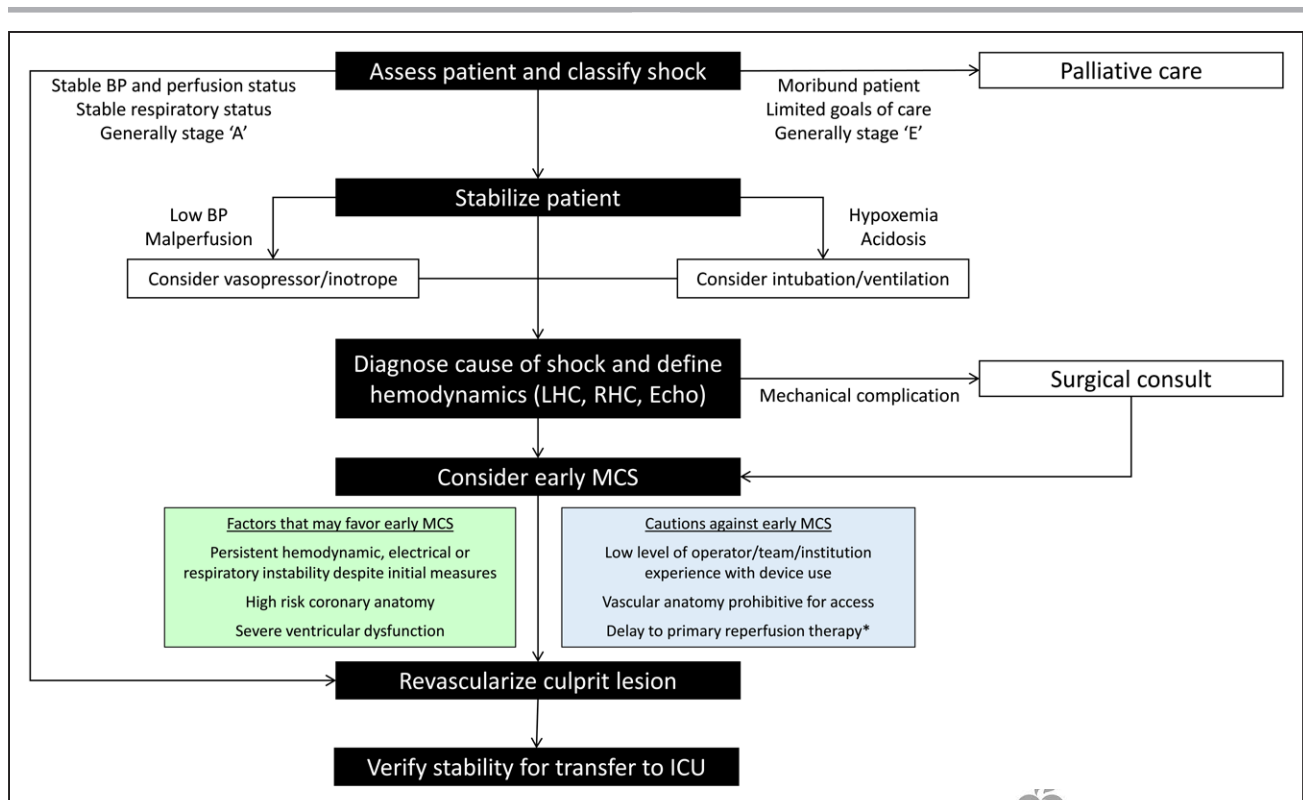 Assess patient and classify shock
Palliative care
Stable BP and perfusion status
Stable respiratory status
Generally stage ‘A’
Moribund patient
Limited goals of care
Generally stage ‘E’
Stabilize patient
Low BP
Malperfusion
Hypoxemia
Acidosis
Consider vasopressor/inotrope
Consider intubation/ventilation
Diagnose cause of shock and define
hemodynamics (LHC, RHC, Echo)
Mechanical complication
Surgical consult
Consider early MCS
Factors that may favor early MCS
Persistent hemodynamic, electrical or
respiratory instability despite initial measures
High risk coronary anatomy
Severe ventricular dysfunction
Cautions against early MCS
Low level of operator/team/institution
experience with device use
Vascular anatomy prohibitive for access
Delay to primary reperfusion therapy*
Revascularize culprit lesion
Verify stability for transfer to ICU